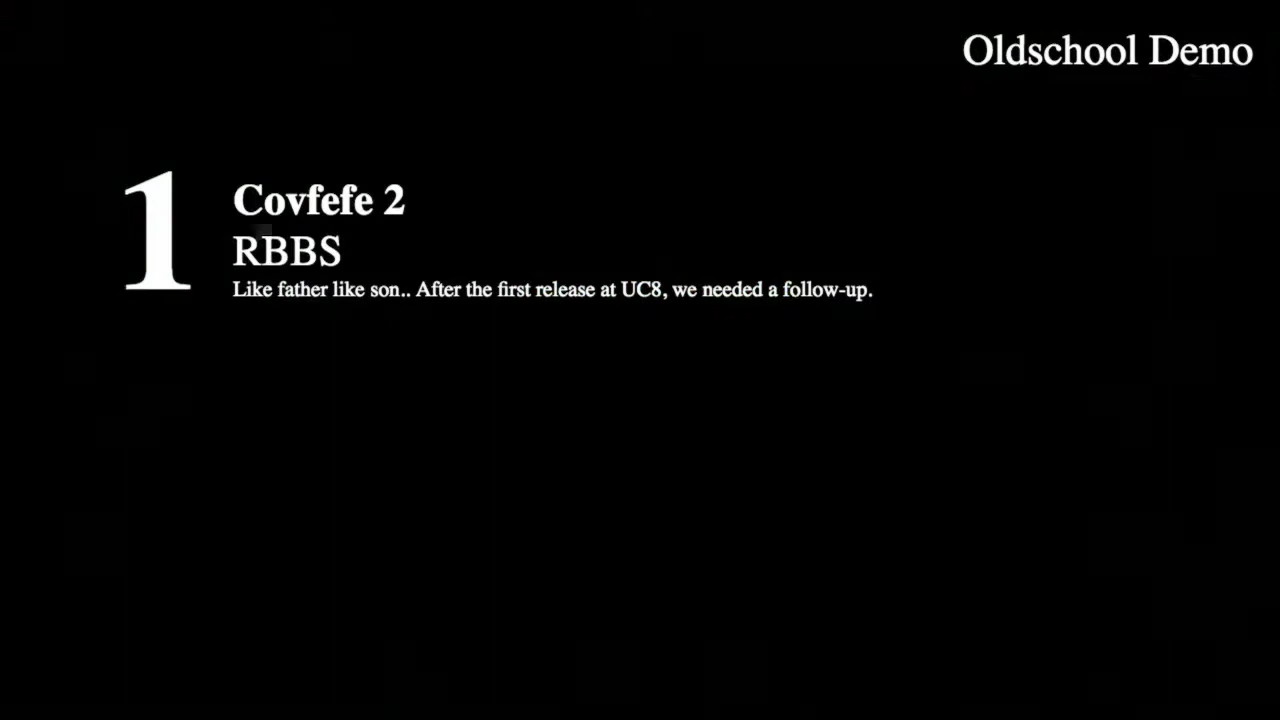 Oldschool Demo
1
Covfefe 2
RBBS
Like father like son.. After the first release at UC8, we needed a follow-up.